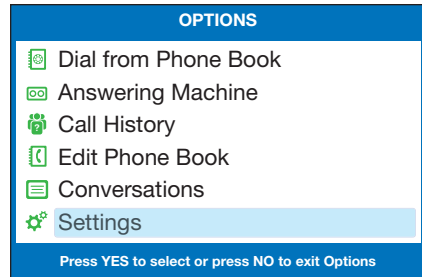 OPTIONS
Dial from Phone Book
Answering Machine
Call History
Edit Phone Book
Conversations
Settings
Press YES to select or press NO to exit Options